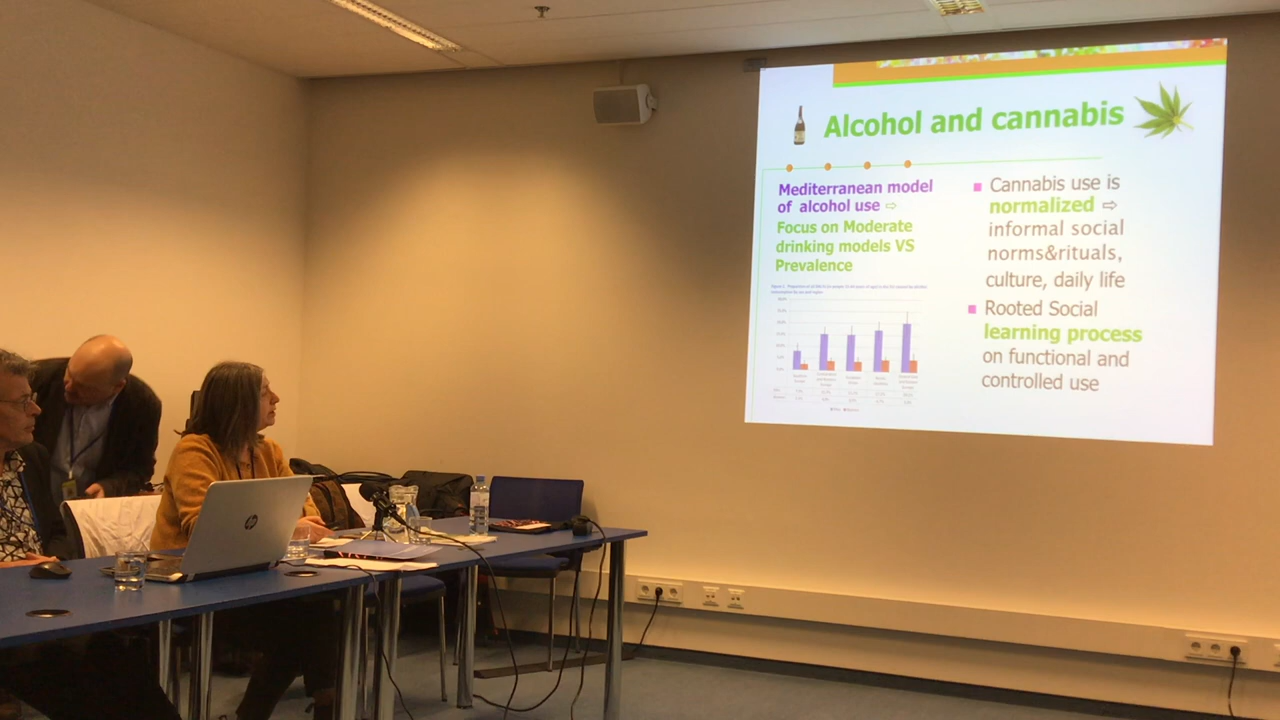 Alcohol and cannabis
Mediterranean model
of alcohol use ⇨
Focus on Moderate
drinking models VS
Prevalence
Cannabis use is
normalized ⇨
informal social
norms&rituals,
culture, daily life
Rooted Social
learning process
on functional and
controlled use
hp